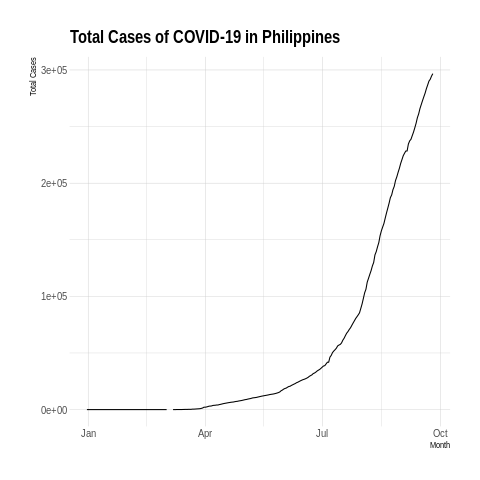 Total Cases of COVID-19 in Philippines
Total Cases
3e+05
2e+05
1e+05
0e+00
Jan Apr Jul Oct
Month